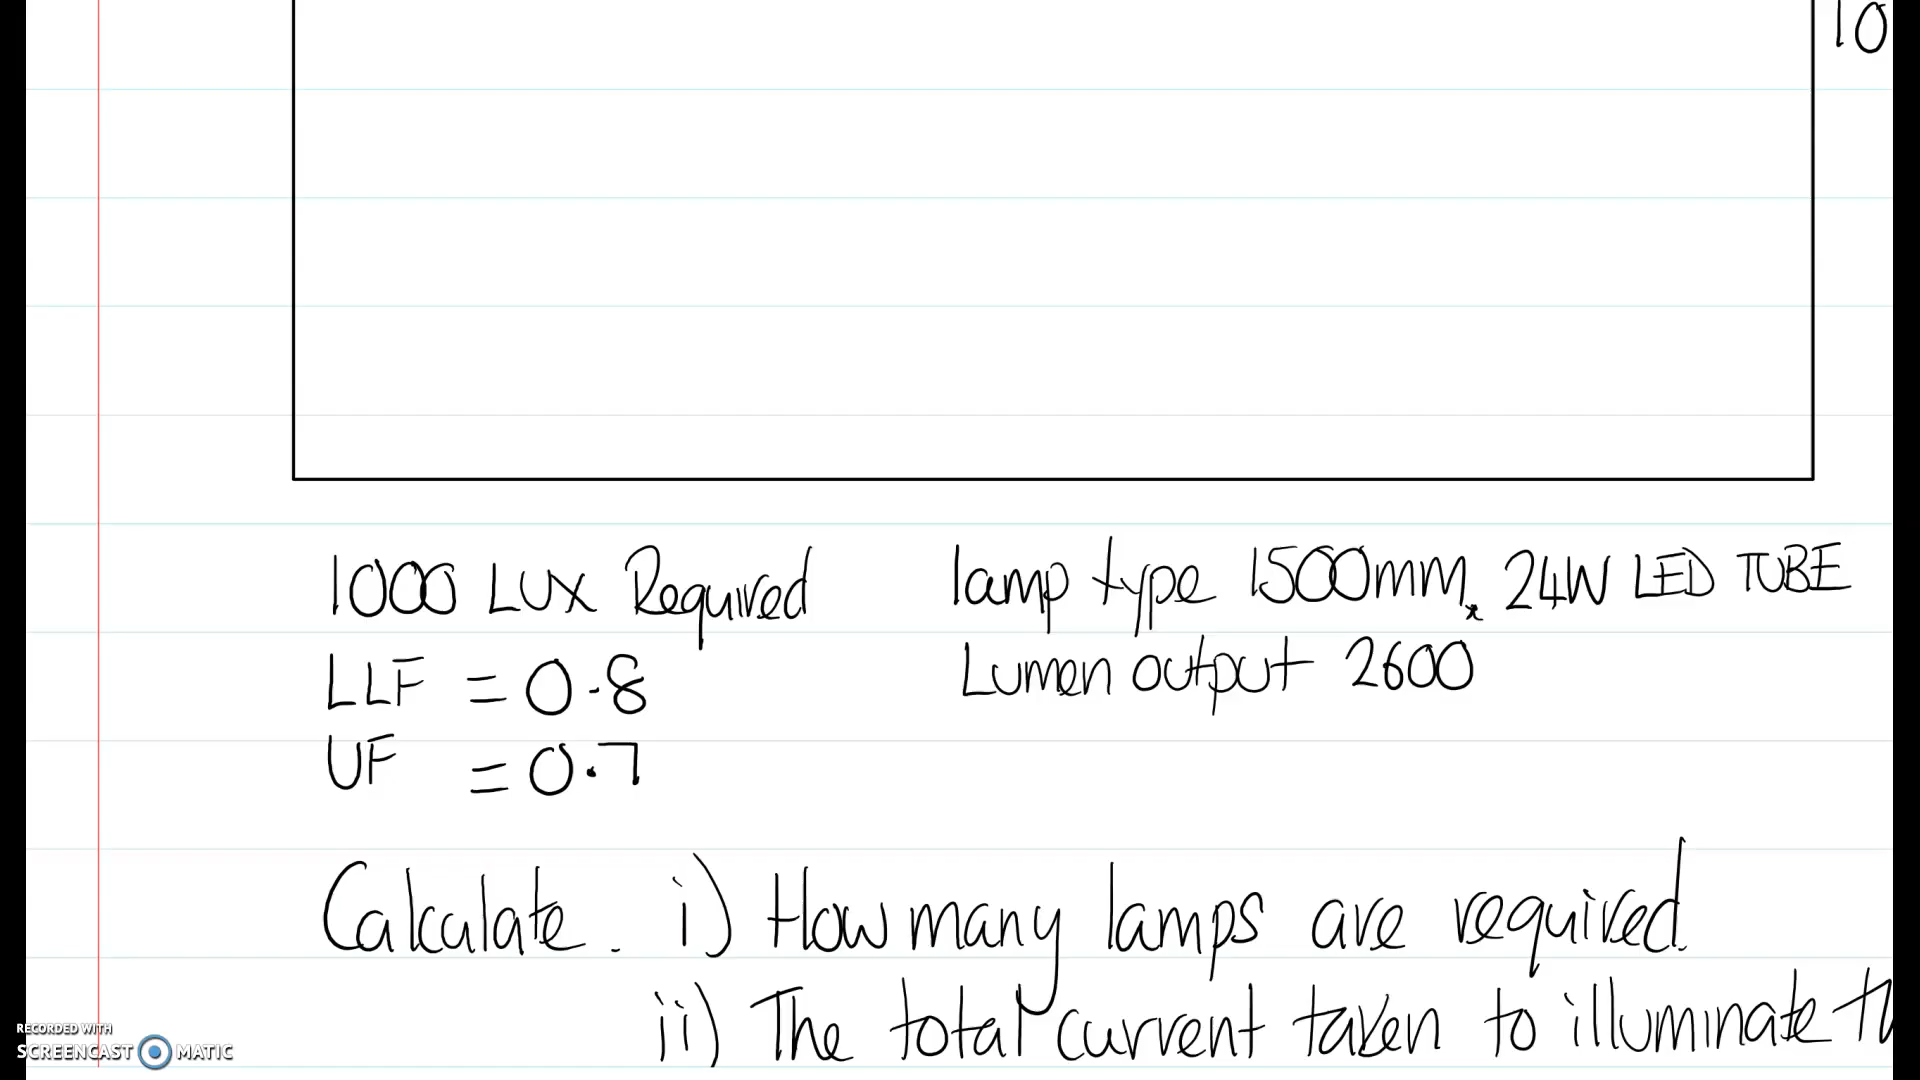 10
1000 LUX Required
lamp type 1500mm. 24W LED TUBE
LLF = 0.8
Lumen output 2600
UF = 0.7
Calculate. i) How many lamps are required.
ii) The total current taken to illuminate
RECORDED WITH
SCREENCAST MATIC